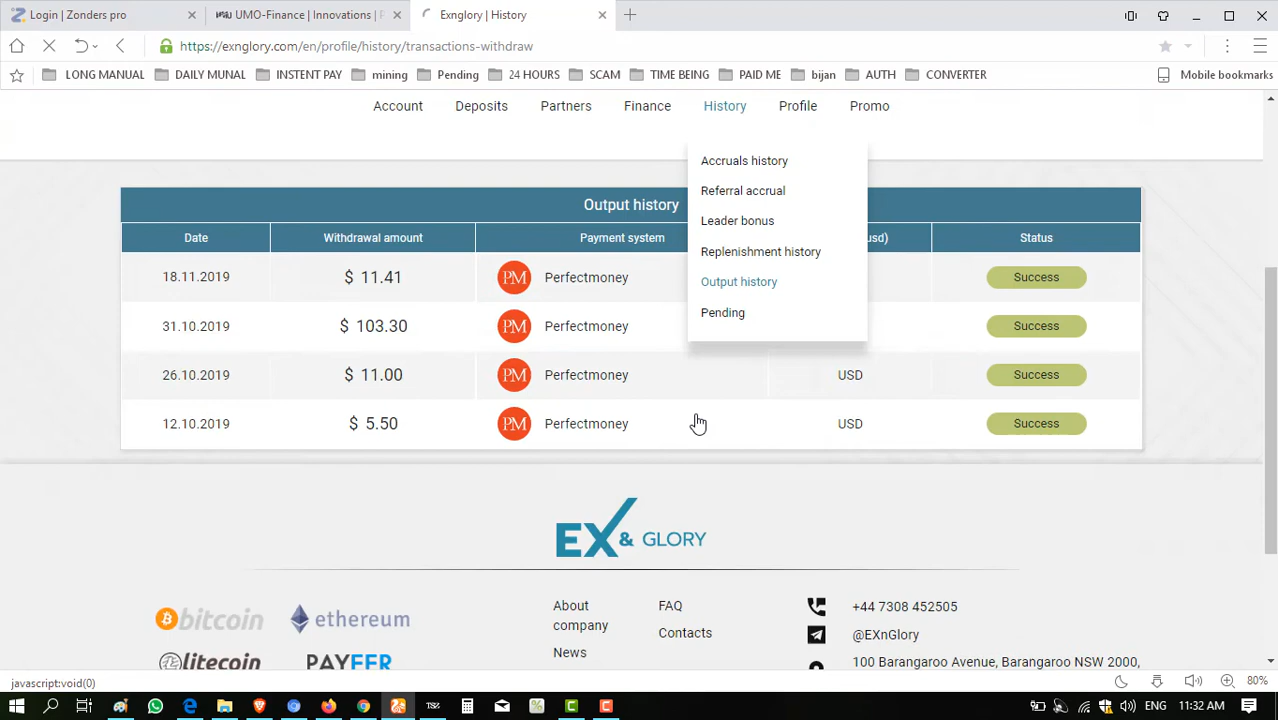 Login | Zonders pro
UMO-Finance | Innovations | P
Exnglory | History
https://exnglory.com/en/profile/history/transactions-withdraw
LONG MANUAL DAILY MUNAL INSTENT PAY mining Pending 24 HOURS SCAM TIME BEING PAID ME bijan AUTH CONVERTER Mobile bookmarks
Account Deposits Partners Finance History Profile Promo
Accruals history
Referral accrual
Leader bonus
Replenishment history
Output history
Pending
Output history
Date Withdrawal amount Payment system usd) Status
18.11.2019 $ 11.41 PM Perfectmoney Success
31.10.2019 $ 103.30 PM Perfectmoney Success
26.10.2019 $ 11.00 PM Perfectmoney USD Success
12.10.2019 $ 5.50 PM Perfectmoney USD Success
EX & GLORY
bitcoin ethereum
litecoin PAYEER
About company
News
FAQ
Contacts
+44 7308 452505
@EXnGlory
100 Barangaroo Avenue, Barangaroo NSW 2000,
javascript:void(0)
80%
ENG 11:32 AM